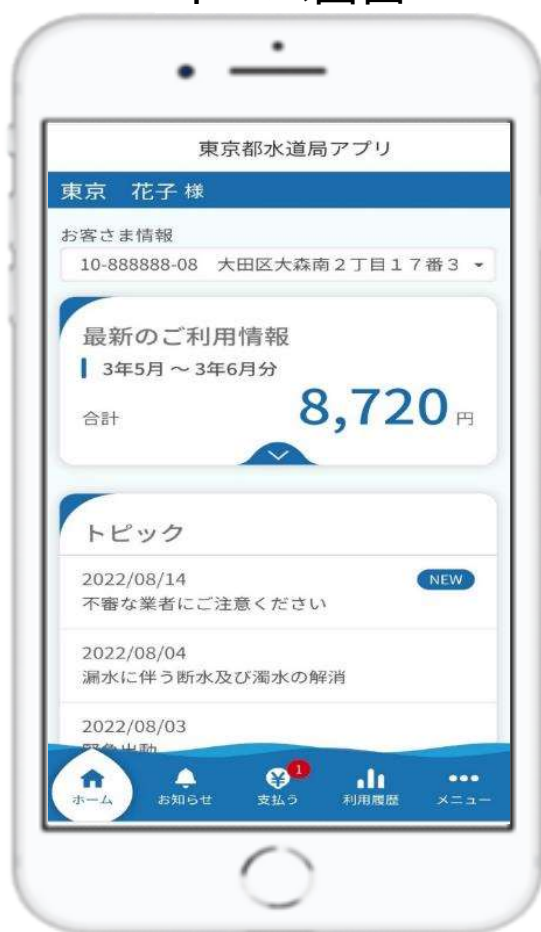 東京都水道局アプリ
東京 花子 様
お客さま情報
10-888888-08 大田区大森南2丁目17番3
最新のご利用情報
3年5月 ~ 3年6月分
合計 8,720 円
トピック
2022/08/14 NEW
不審な業者にご注意ください
2022/08/04
漏水に伴う断水及び濁水の解消
2022/08/03
緊急出動
1
ホーム お知らせ 支払う 利用履歴 メニュー